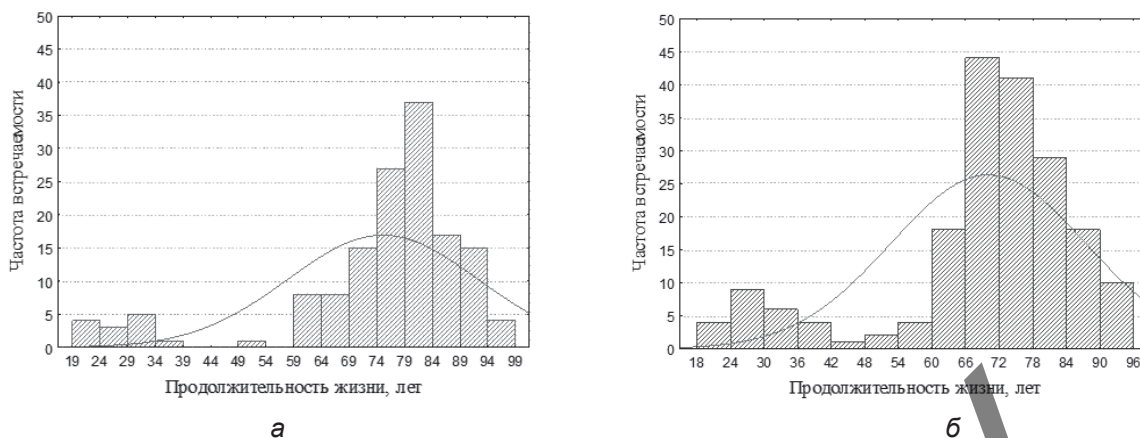 50
45
40
35
30
25
20
15
10
5
0
Частота встречаемости
19 24 29 34 39 44 49 54 59 64 69 74 79 84 89 94 99
Продолжительность жизни, лет
а
50
45
40
35
30
25
20
15
10
5
0
Частота встречаемости
18 24 30 36 42 48 54 60 66 72 78 84 90 96
Продолжительность жизни, лет
б